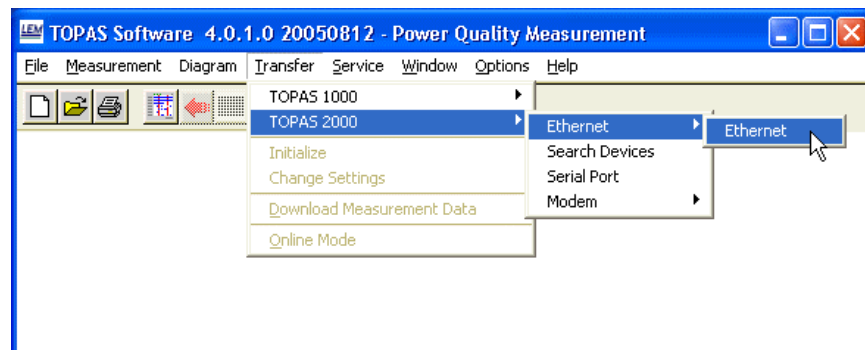 LEM TOPAS Software 4.0.1.0 20050812 - Power Quality Measurement
File Measurement Diagram Transfer Service Window Options Help
TOPAS 1000
TOPAS 2000
Initialize
Change Settings
Download Measurement Data
Online Mode
Ethernet
Search Devices
Serial Port
Modem
Ethernet